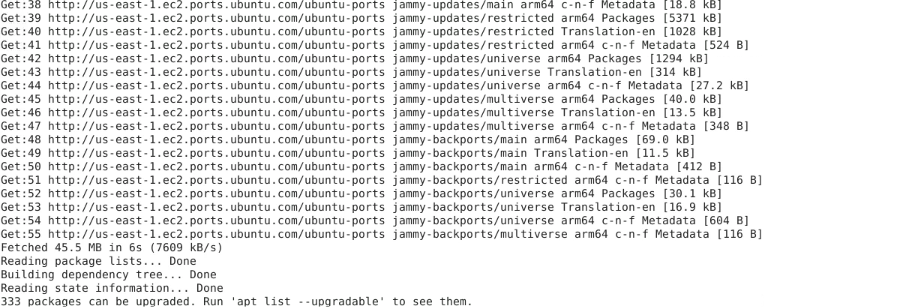 Get:38 http://us-east-1.ec2.ports.ubuntu.com/ubuntu-ports jammy-updates/main arm64 c-n-f Metadata [18.8 kB]
Get:39 http://us-east-1.ec2.ports.ubuntu.com/ubuntu-ports jammy-updates/restricted arm64 Packages [5371 kB]
Get:40 http://us-east-1.ec2.ports.ubuntu.com/ubuntu-ports jammy-updates/restricted Translation-en [1028 kB]
Get:41 http://us-east-1.ec2.ports.ubuntu.com/ubuntu-ports jammy-updates/restricted arm64 c-n-f Metadata [524 B]
Get:42 http://us-east-1.ec2.ports.ubuntu.com/ubuntu-ports jammy-updates/universe arm64 Packages [1294 kB]
Get:43 http://us-east-1.ec2.ports.ubuntu.com/ubuntu-ports jammy-updates/universe Translation-en [314 kB]
Get:44 http://us-east-1.ec2.ports.ubuntu.com/ubuntu-ports jammy-updates/universe arm64 c-n-f Metadata [27.2 kB]
Get:45 http://us-east-1.ec2.ports.ubuntu.com/ubuntu-ports jammy-updates/multiverse arm64 Packages [40.0 kB]
Get:46 http://us-east-1.ec2.ports.ubuntu.com/ubuntu-ports jammy-updates/multiverse Translation-en [13.5 kB]
Get:47 http://us-east-1.ec2.ports.ubuntu.com/ubuntu-ports jammy-updates/multiverse arm64 c-n-f Metadata [348 B]
Get:48 http://us-east-1.ec2.ports.ubuntu.com/ubuntu-ports jammy-backports/main arm64 Packages [69.0 kB]
Get:49 http://us-east-1.ec2.ports.ubuntu.com/ubuntu-ports jammy-backports/main Translation-en [11.5 kB]
Get:50 http://us-east-1.ec2.ports.ubuntu.com/ubuntu-ports jammy-backports/main arm64 c-n-f Metadata [412 B]
Get:51 http://us-east-1.ec2.ports.ubuntu.com/ubuntu-ports jammy-backports/restricted arm64 c-n-f Metadata [116 B]
Get:52 http://us-east-1.ec2.ports.ubuntu.com/ubuntu-ports jammy-backports/universe arm64 Packages [30.1 kB]
Get:53 http://us-east-1.ec2.ports.ubuntu.com/ubuntu-ports jammy-backports/universe Translation-en [16.9 kB]
Get:54 http://us-east-1.ec2.ports.ubuntu.com/ubuntu-ports jammy-backports/universe arm64 c-n-f Metadata [604 B]
Get:55 http://us-east-1.ec2.ports.ubuntu.com/ubuntu-ports jammy-backports/multiverse arm64 c-n-f Metadata [116 B]
Fetched 45.5 MB in 6s (7609 kB/s)
Reading package lists... Done
Building dependency tree... Done
Reading state information... Done
333 packages can be upgraded. Run 'apt list --upgradable' to see them.